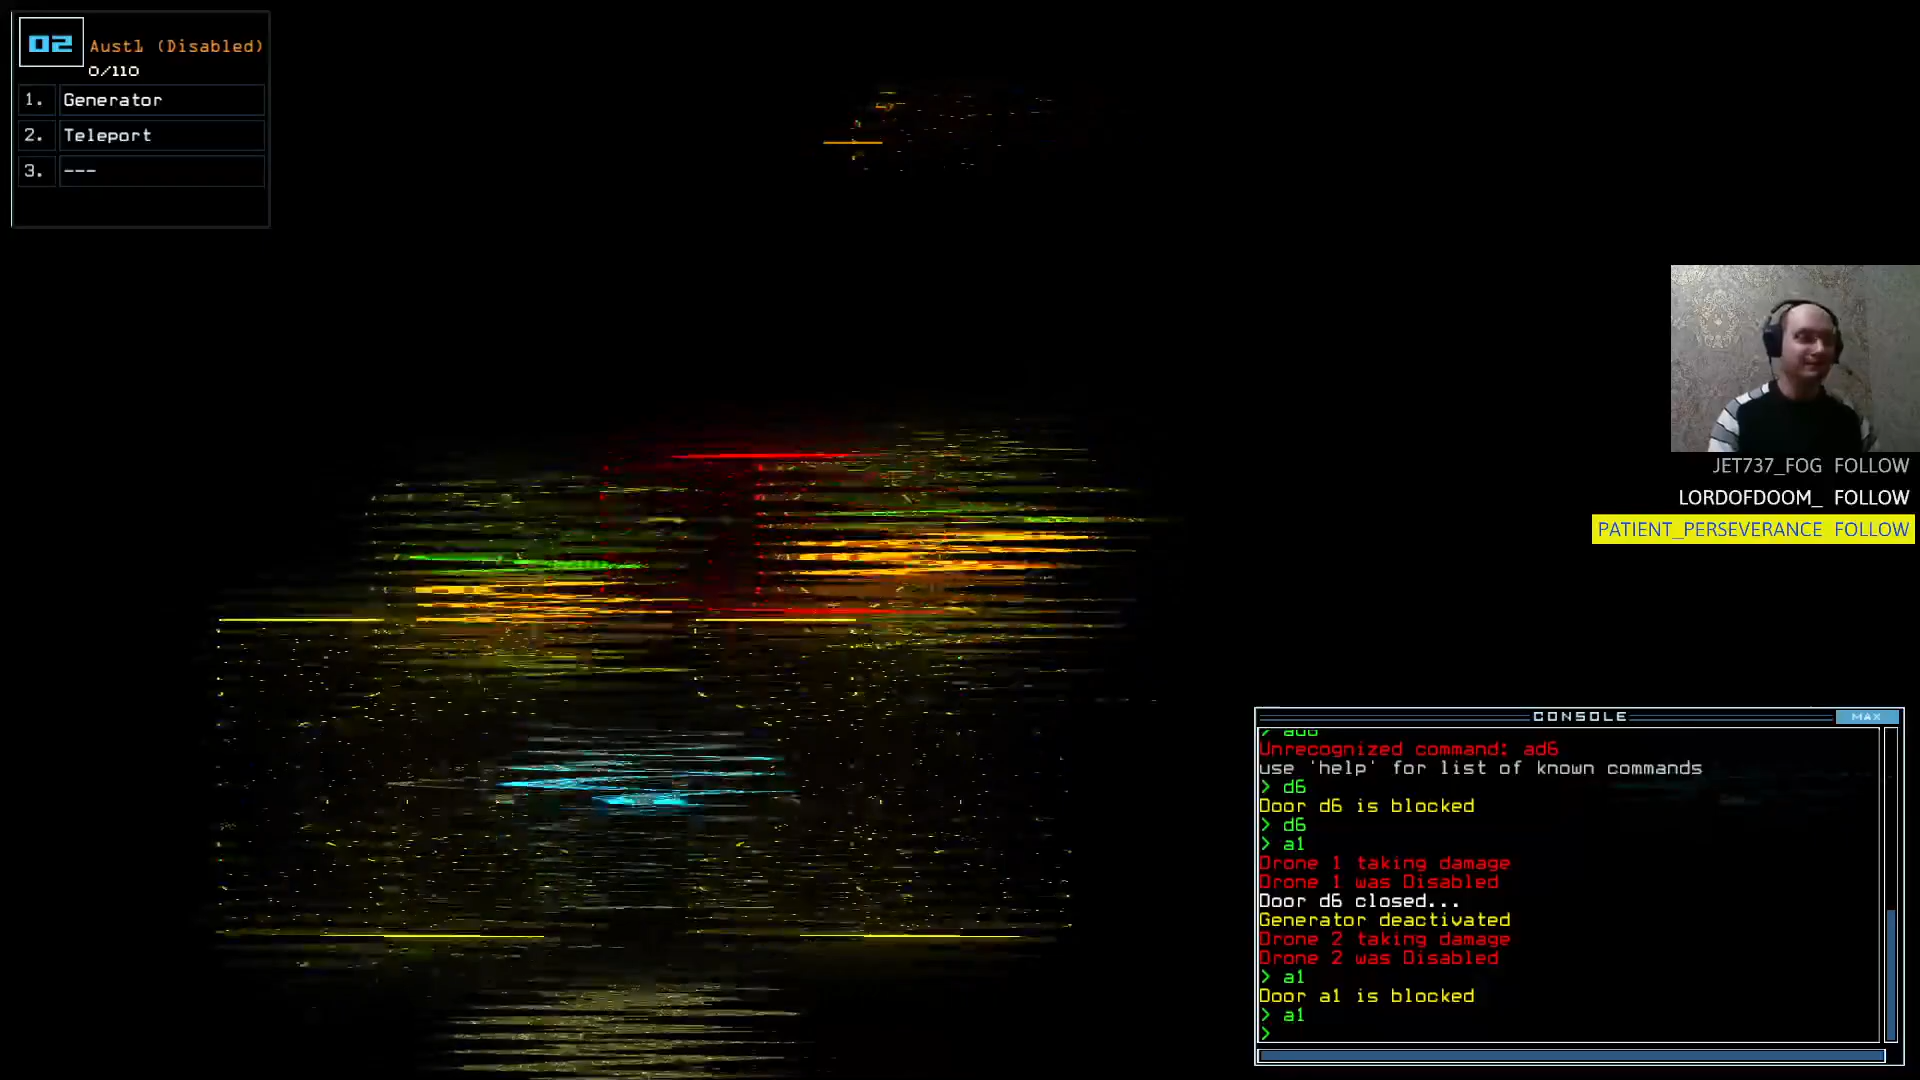 02
Aust1 (Disabled)
0/110
1. Generator
2. Teleport
3. ---
JET737_FOG FOLLOW
LORDOFDOOM_ FOLLOW
PATIENT_PERSEVERANCE FOLLOW
CONSOLE
MAX
Unrecognized command: ad6
use 'help' for list of known commands
> d6
Door d6 is blocked
> d6
> a1
Drone 1 taking damage
Drone 1 was Disabled
Door d6 closed...
Generator deactivated
Drone 2 taking damage
Drone 2 was Disabled
> a1
Door a1 is blocked
> a1
>